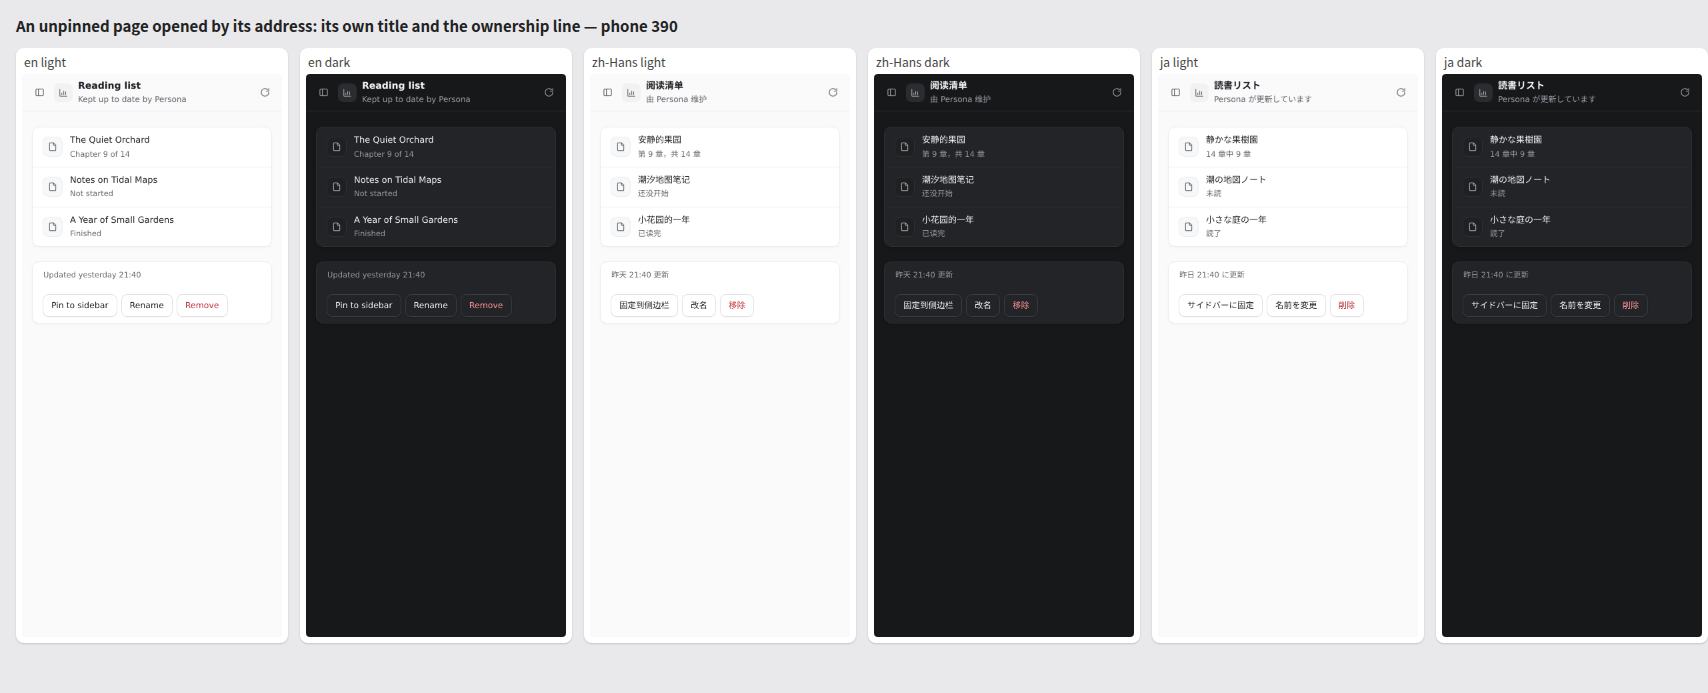 An unpinned page opened by its address: its own title and the ownership line — phone 390
en light
Reading list
Kept up to date by Persona
The Quiet Orchard
Chapter 9 of 14
Notes on Tidal Maps
Not started
A Year of Small Gardens
Finished
Updated yesterday 21:40
Pin to sidebar
Rename
Remove
en dark
Reading list
Kept up to date by Persona
The Quiet Orchard
Chapter 9 of 14
Notes on Tidal Maps
Not started
A Year of Small Gardens
Finished
Updated yesterday 21:40
Pin to sidebar
Rename
Remove
zh-Hans light
阅读清单
由 Persona 维护
安静的果园
第 9 章，共 14 章
潮汐地图笔记
还没开始
小花园的一年
已读完
昨天 21:40 更新
固定到侧边栏
改名
移除
zh-Hans dark
阅读清单
由 Persona 维护
安静的果园
第 9 章，共 14 章
潮汐地图笔记
还没开始
小花园的一年
已读完
昨天 21:40 更新
固定到侧边栏
改名
移除
ja light
読書リスト
Persona が更新しています
静かな果樹園
14 章中 9 章
潮の地図ノート
未読
小さな庭の一年
読了
昨日 21:40 に更新
サイドバーに固定
名前を変更
削除
ja dark
読書リスト
Persona が更新しています
静かな果樹園
14 章中 9 章
潮の地図ノート
未読
小さな庭の一年
読了
昨日 21:40 に更新
サイドバーに固定
名前を変更
削除